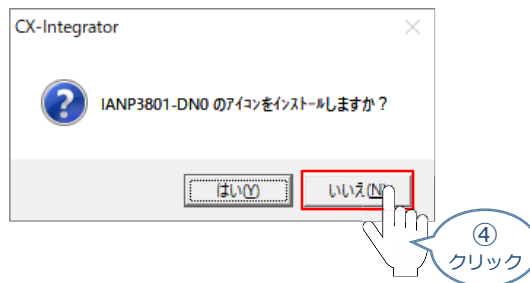 CX-Integrator
IANP3801-DN0 のアイコンをインストールしますか？
はい(Y)
いいえ(N)
④
クリック